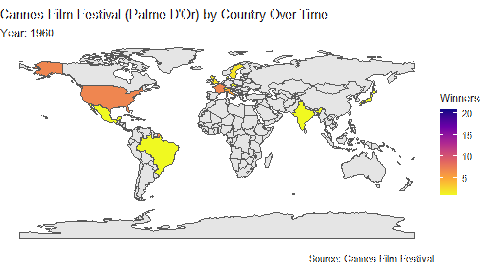 Cannes Film Festival (Palme D'Or) by Country Over Time
Year: 1960
Winners
20
15
10
5
Source: Cannes Film Festival